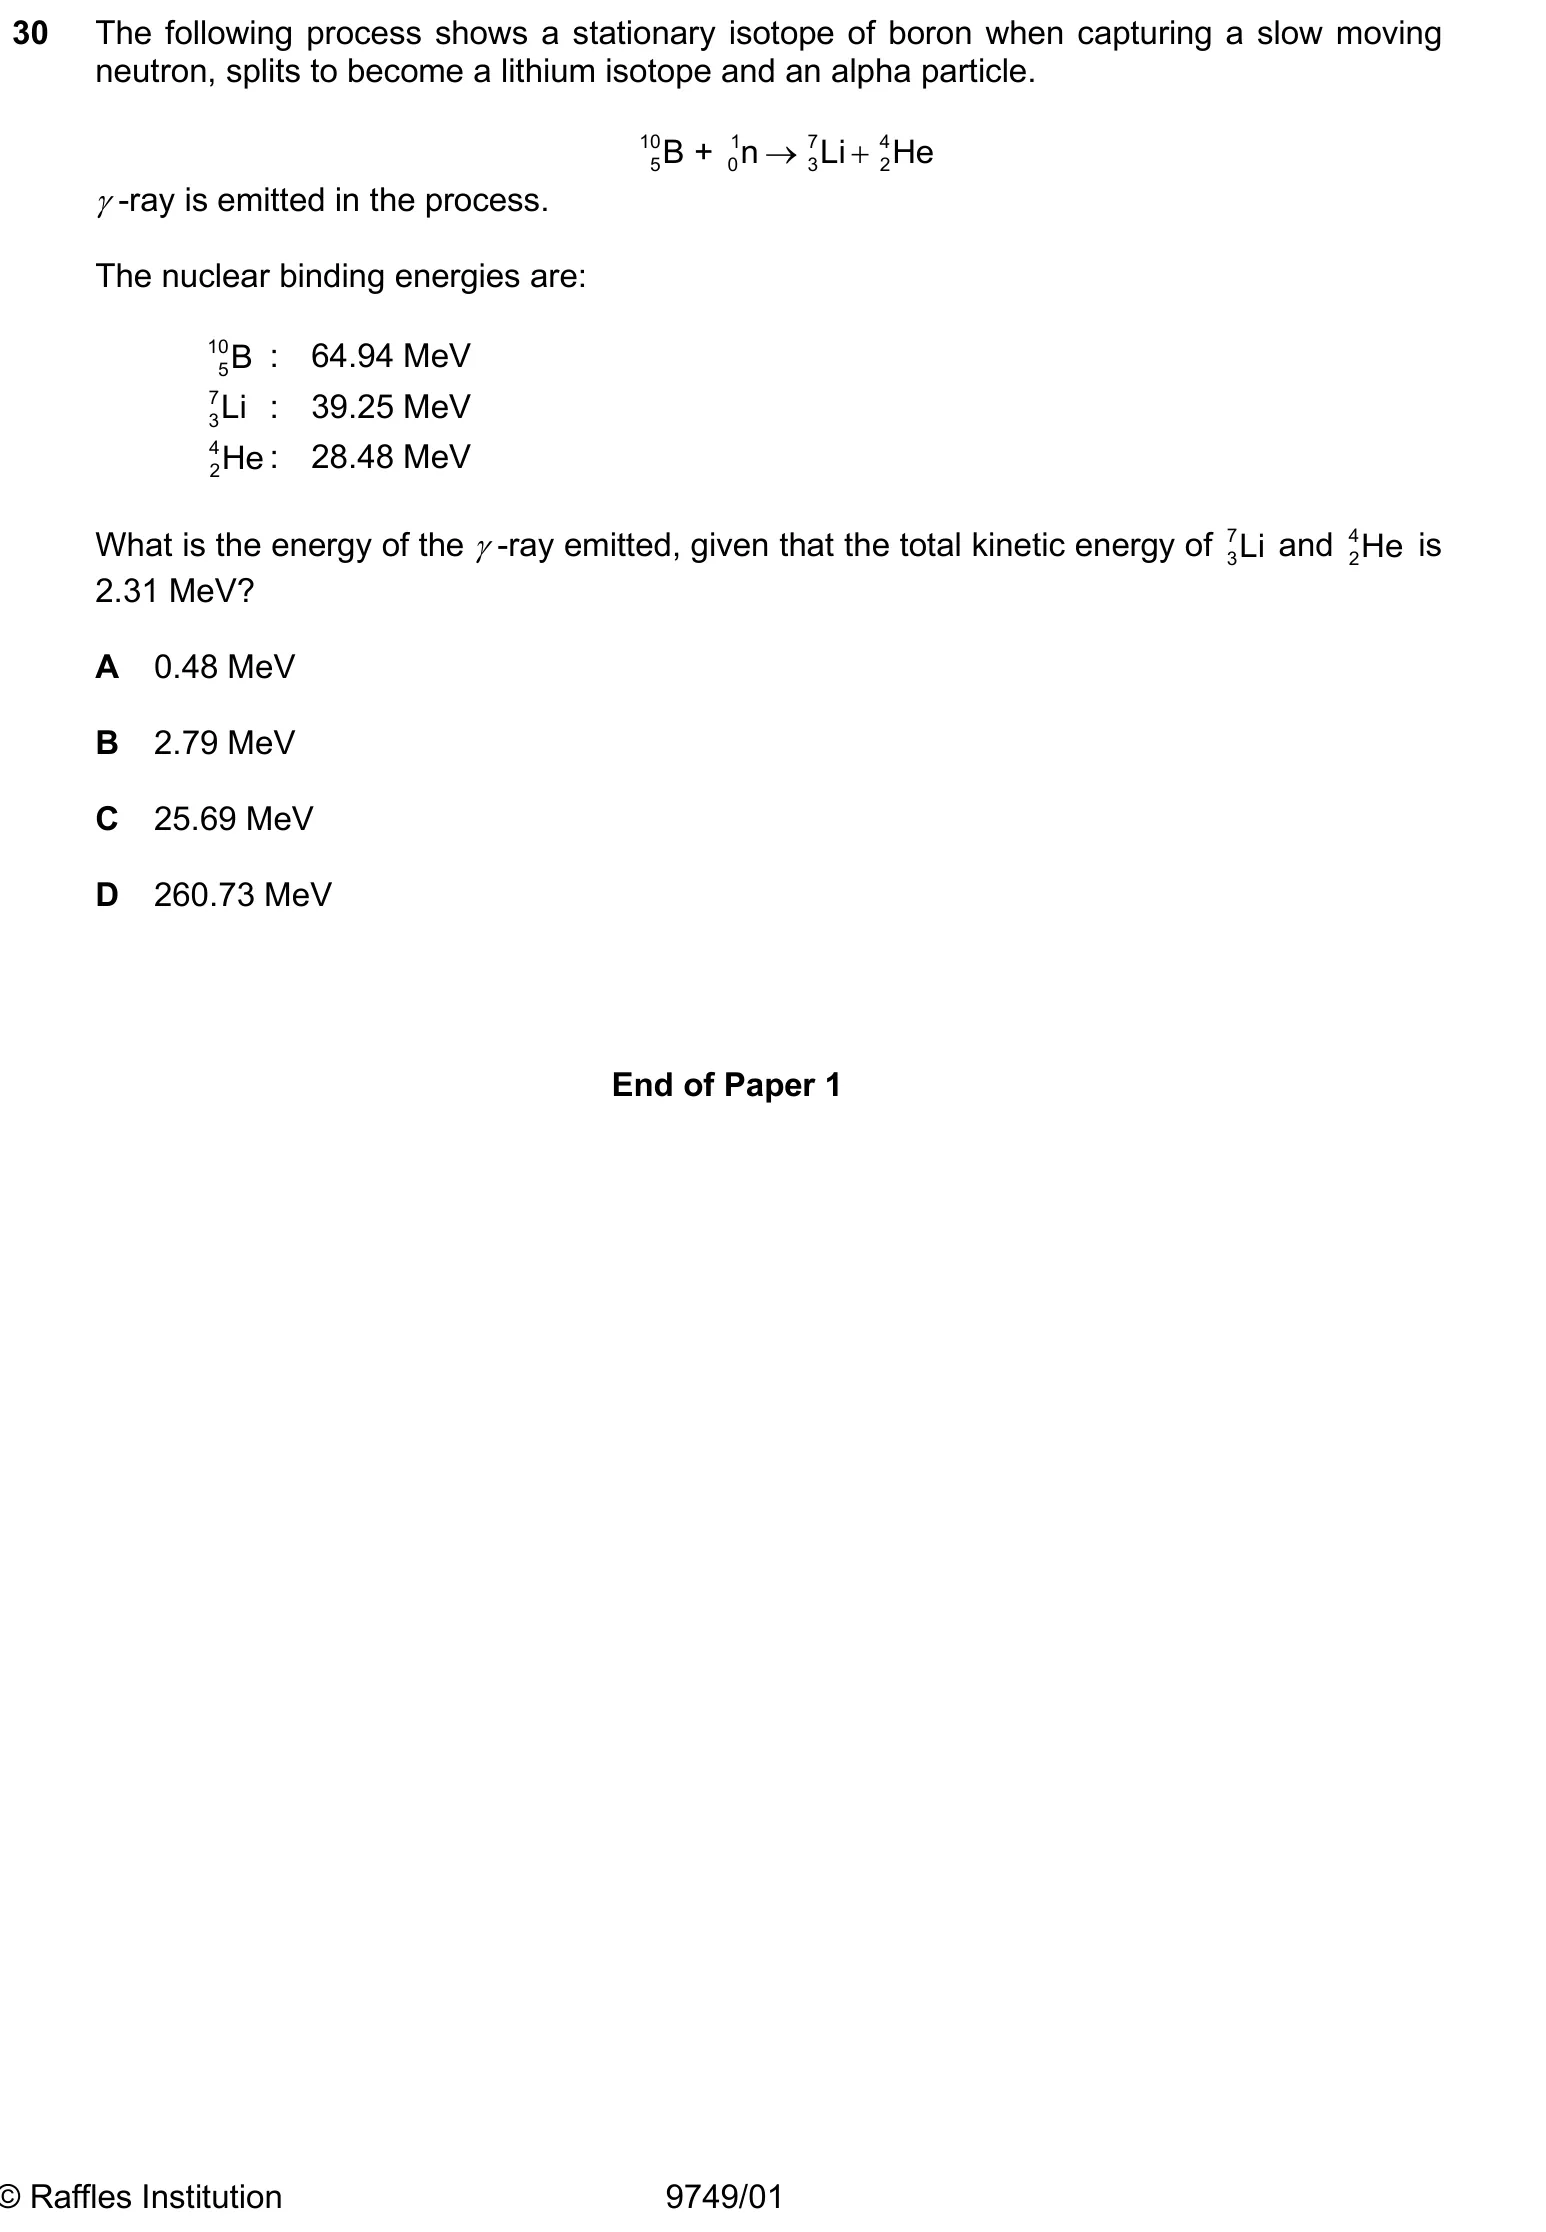 30 The following process shows a stationary isotope of boron when capturing a slow moving
neutron, splits to become a lithium isotope and an alpha particle.
¹⁰₅B + ¹₀n → ⁷₃Li + ⁴₂He
γ -ray is emitted in the process.
The nuclear binding energies are:
¹⁰₅B : 64.94 MeV
⁷₃Li : 39.25 MeV
⁴₂He : 28.48 MeV
What is the energy of the γ -ray emitted, given that the total kinetic energy of ⁷₃Li and ⁴₂He is
2.31 MeV?
A 0.48 MeV
B 2.79 MeV
C 25.69 MeV
D 260.73 MeV
End of Paper 1
© Raffles Institution 9749/01